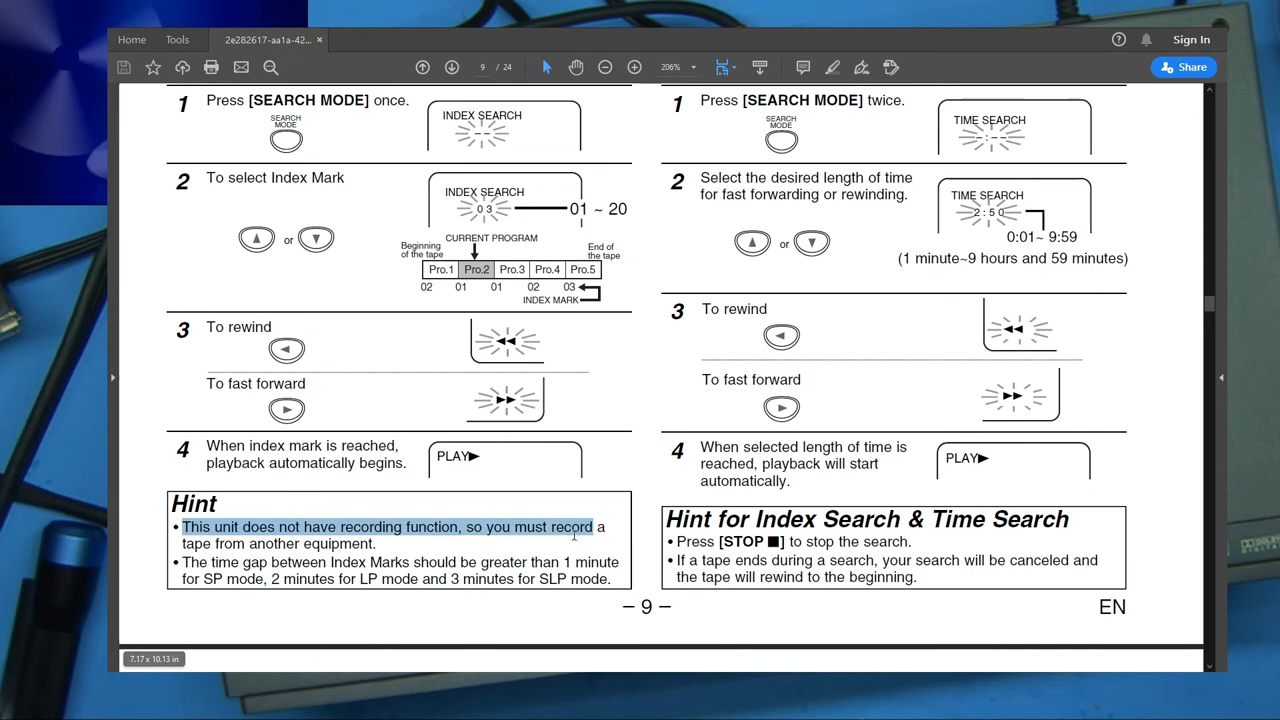 Home
Tools
2e282617-aa1a-42...
×
?
Sign In
9 / 24
206%
Share
1
Press [SEARCH MODE] once.
SEARCH
MODE
INDEX SEARCH
--
2
To select Index Mark
INDEX SEARCH
03
01 ~ 20
▲ or ▼
CURRENT PROGRAM
Beginning
of the tape
End of
the tape
Pro.1 Pro.2 Pro.3 Pro.4 Pro.5
02 01 01 02 03
INDEX MARK
3
To rewind
To fast forward
4
When index mark is reached,
playback automatically begins.
PLAY▶
Hint
• This unit does not have recording function, so you must record a
tape from another equipment.
• The time gap between Index Marks should be greater than 1 minute
for SP mode, 2 minutes for LP mode and 3 minutes for SLP mode.
1
Press [SEARCH MODE] twice.
SEARCH
MODE
TIME SEARCH
-:--
2
Select the desired length of time
for fast forwarding or rewinding.
TIME SEARCH
2:50
▲ or ▼
0:01~ 9:59
(1 minute~9 hours and 59 minutes)
3
To rewind
To fast forward
4
When selected length of time is
reached, playback will start
automatically.
PLAY▶
Hint for Index Search & Time Search
• Press [STOP ■] to stop the search.
• If a tape ends during a search, your search will be canceled and
the tape will rewind to the beginning.
– 9 –
EN
7.17 x 10.13 in